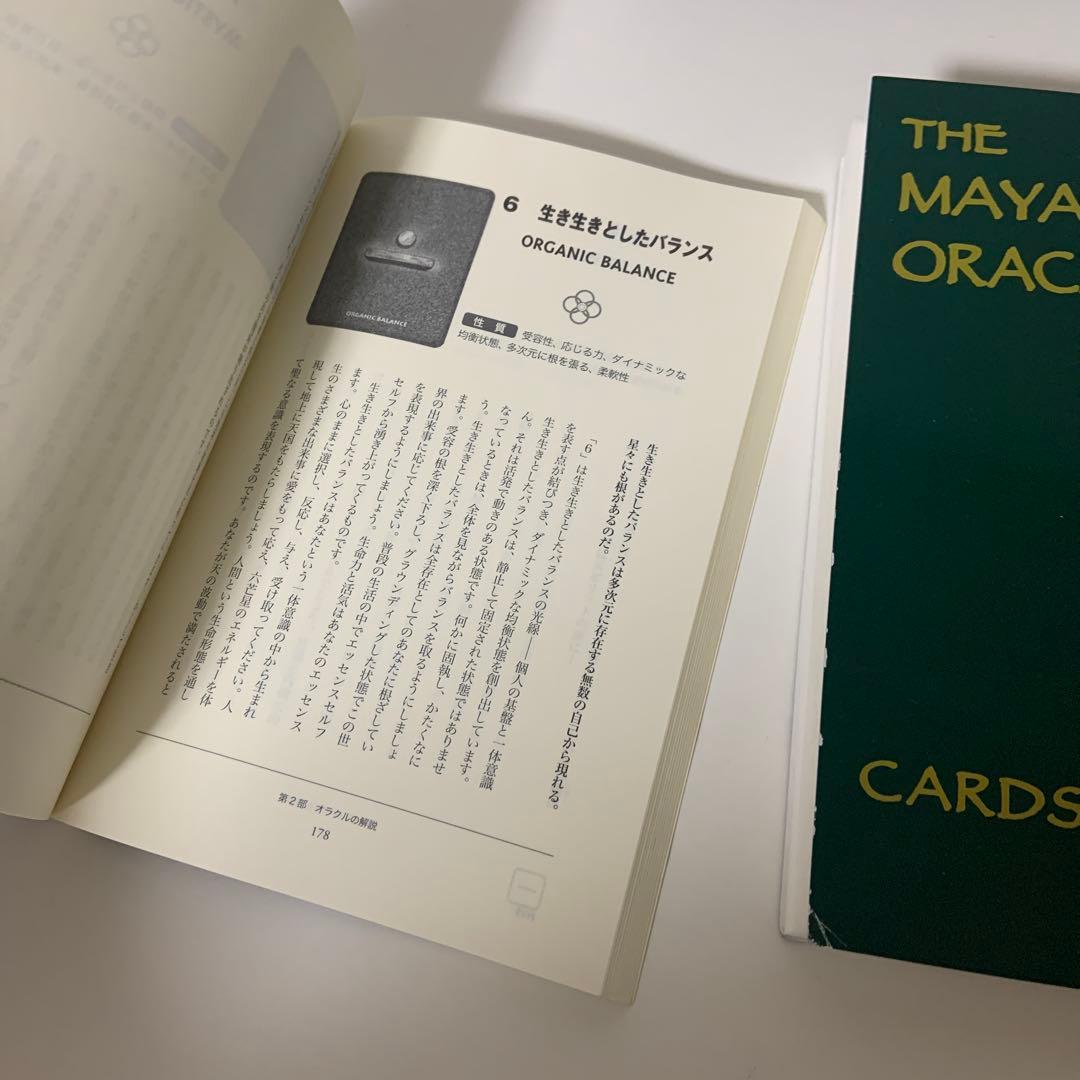 6 生き生きとしたバランス
ORGANIC BALANCE
ORGANIC BALANCE
性質 受容性、応じる力、ダイナミックな
均衡状態、多次元に根を張る、柔軟性
生き生きとしたバランスは多次元に存在する無数の自己から現れる。
星々にも根があるのだ。
「6」は生き生きとしたバランスの光線——個人の基盤と一体意識
を表す点が結びつき、ダイナミックな均衡状態を創り出しています。
生き生きとしたバランスは、静止して固定された状態ではありませ
ん。それは活発で動きのある状態です。何かに固執し、かたくなに
なっているときは、全体を見ながらバランスを取るようにしましょ
う。生き生きとしたバランスは全存在としてのあなたに根ざしてい
ます。受容の根を深く下ろし、グラウンディングした状態でこの世
界の出来事に応じてください。普段の生活の中でエッセンスセルフ
を表現するようにしましょう。生命力と活気はあなたのエッセンス
セルフから湧き上がってくるものです。
生き生きとしたバランスはあなたという一体意識の中から生まれ
ます。心のままに選択し、反応し、与え、受け取ってください。人
生のさまざまな出来事に愛をもって応え、六芒星のエネルギーを体
現して地上に天国をもたらしましょう。人間という生命形態を通し
て聖なる意識を表現するのです。あなたが天の波動で満たされると
第2部 オラクルの解説
178
THE
MAYA
ORAC
CARDS